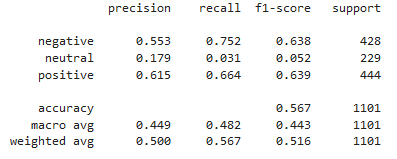 precision recall f1-score support
negative 0.553 0.752 0.638 428
neutral 0.179 0.031 0.052 229
positive 0.615 0.664 0.639 444
accuracy 0.567 1101
macro avg 0.449 0.482 0.443 1101
weighted avg 0.500 0.567 0.516 1101